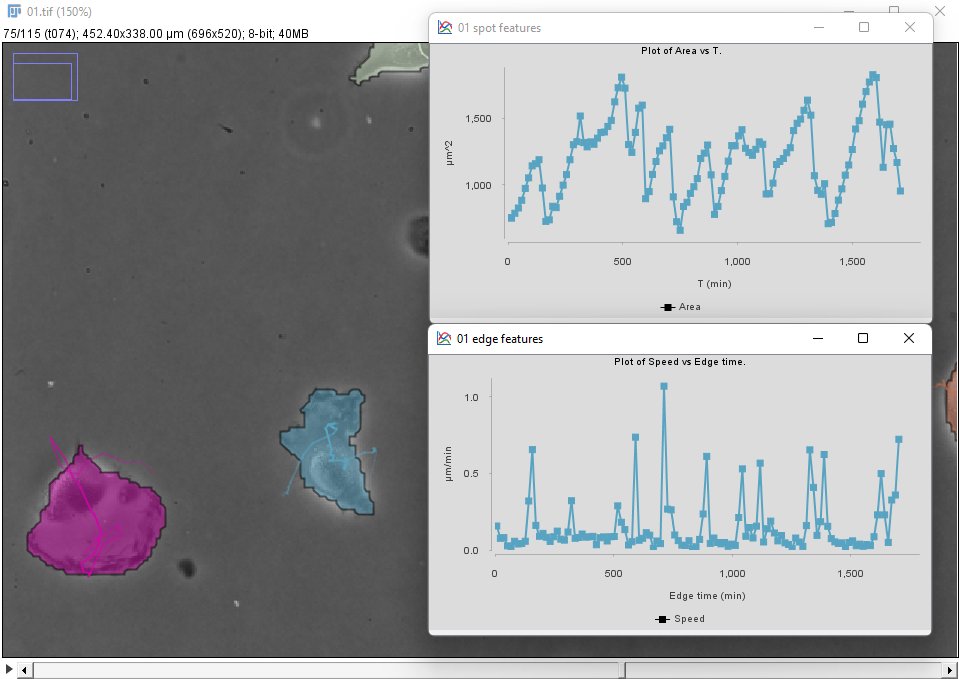 01.tif (150%)
75/115 (t074); 452.40x338.00 µm (696x520); 8-bit; 40MB
01 spot features
Plot of Area vs T.
1,500
µm^2
1,000
0
500
1,000
1,500
T (min)
Area
01 edge features
Plot of Speed vs Edge time.
1.0
µm/min
0.5
0.0
0
500
1,000
1,500
Edge time (min)
Speed